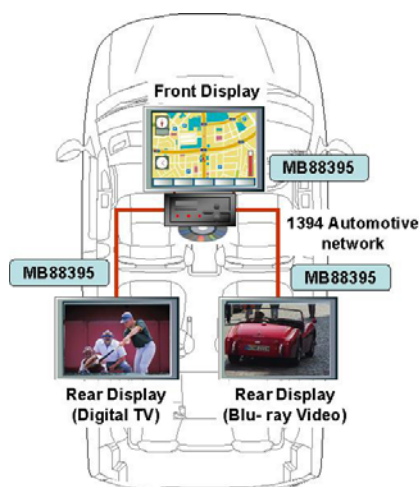 Front Display
MB88395
1394 Automotive
network
MB88395
MB88395
Rear Display
(Digital TV)
Rear Display
(Blu- ray Video)